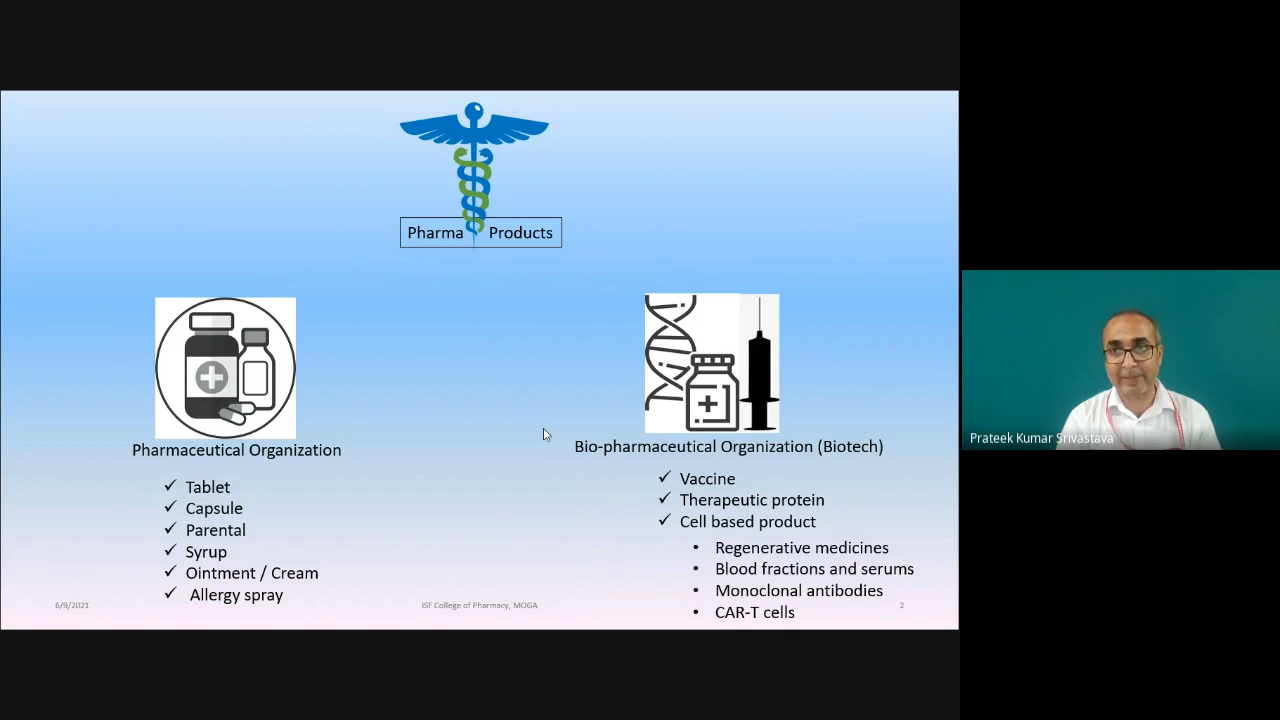 Pharma Products
Pharmaceutical Organization
✓ Tablet
✓ Capsule
✓ Parental
✓ Syrup
✓ Ointment / Cream
✓ Allergy spray
Bio-pharmaceutical Organization (Biotech)
✓ Vaccine
✓ Therapeutic protein
✓ Cell based product
• Regenerative medicines
• Blood fractions and serums
• Monoclonal antibodies
• CAR-T cells
6/9/2021
ISF College of Pharmacy, MOGA
2
Prateek Kumar Srivastava